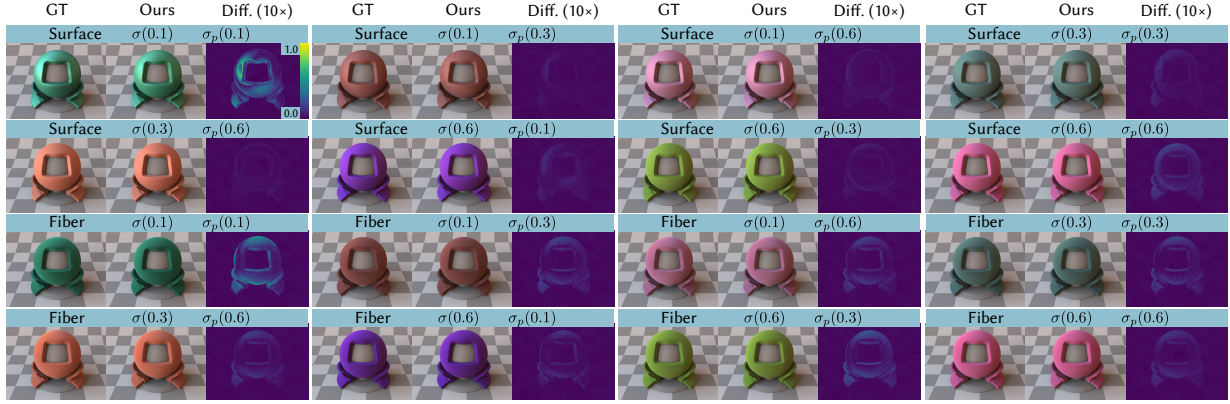 GT Ours Diff. (10×) GT Ours Diff. (10×) GT Ours Diff. (10×) GT Ours Diff. (10×)
Surface σ(0.1) σₚ(0.1) Surface σ(0.1) σₚ(0.3) Surface σ(0.1) σₚ(0.6) Surface σ(0.3) σₚ(0.3)
1.0
0.0
Surface σ(0.3) σₚ(0.6) Surface σ(0.6) σₚ(0.1) Surface σ(0.6) σₚ(0.3) Surface σ(0.6) σₚ(0.6)
Fiber σ(0.1) σₚ(0.1) Fiber σ(0.1) σₚ(0.3) Fiber σ(0.1) σₚ(0.6) Fiber σ(0.3) σₚ(0.3)
Fiber σ(0.3) σₚ(0.6) Fiber σ(0.6) σₚ(0.1) Fiber σ(0.6) σₚ(0.3) Fiber σ(0.6) σₚ(0.6)